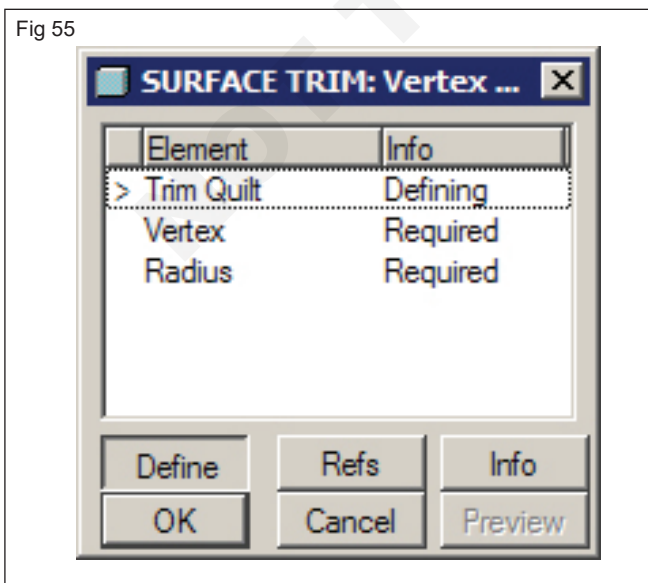 Fig 55
SURFACE TRIM: Vertex ...
Element Info
> Trim Quilt Defining
Vertex Required
Radius Required
Define Refs Info
OK Cancel Preview